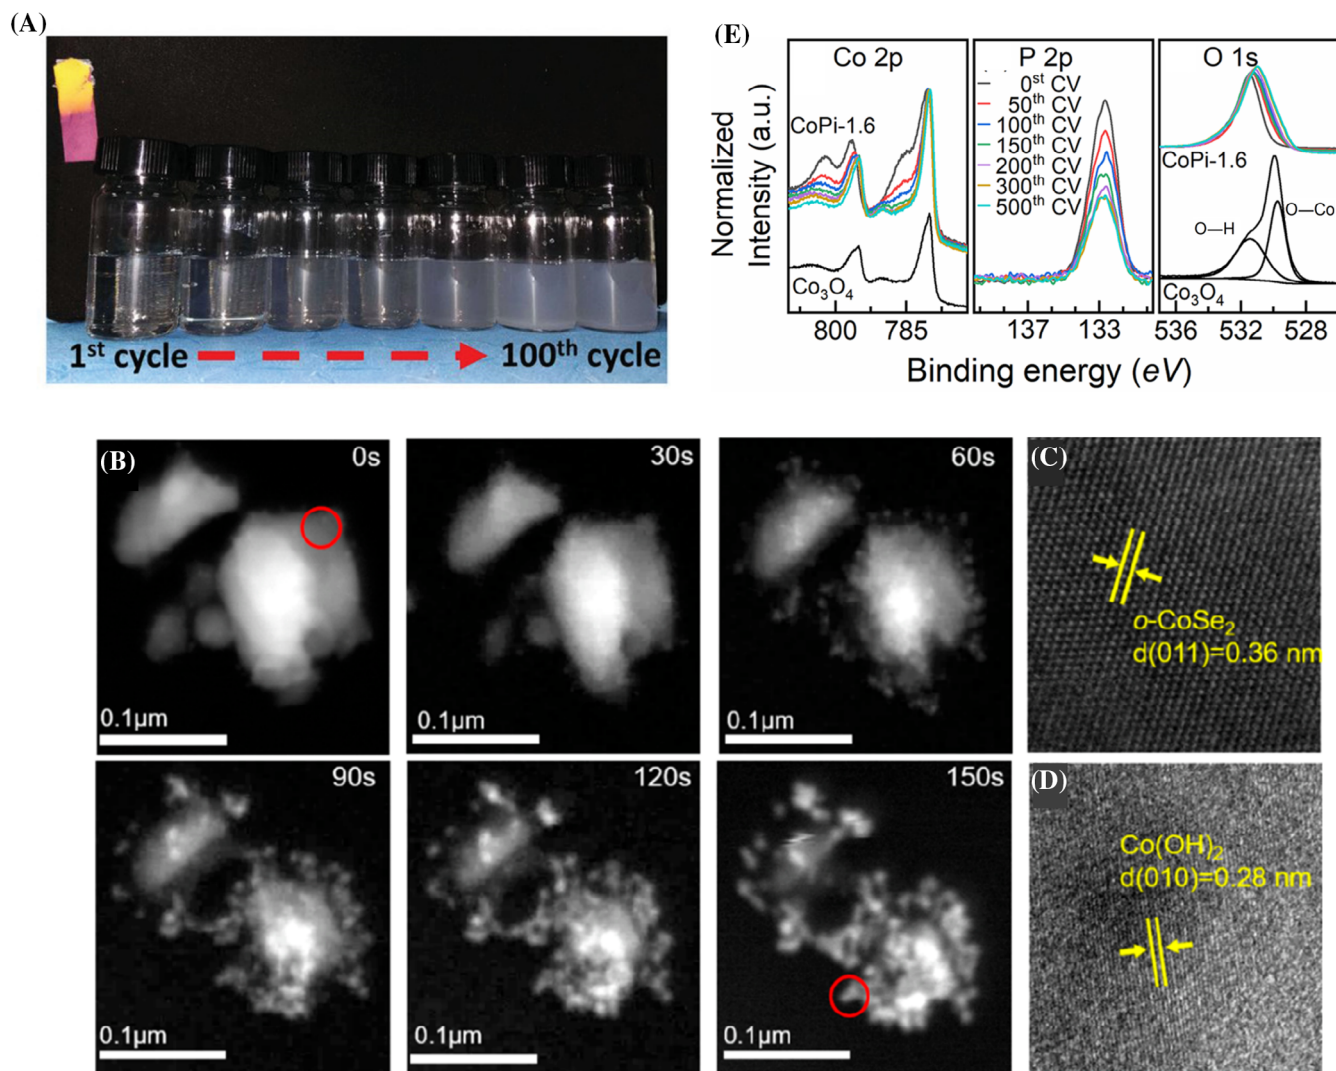 (A)
1st cycle
100th cycle
(E)
Normalized
Intensity (a.u.)
Co 2p
CoPi-1.6
Co3O4
800
785
P 2p
0st CV
50th CV
100th CV
150th CV
200th CV
300th CV
500th CV
137
133
O 1s
CoPi-1.6
O—Co
O—H
Co3O4
536
532
528
Binding energy (eV)
(B)
0s
0.1µm
30s
0.1µm
60s
0.1µm
(C)
o-CoSe2
d(011)=0.36 nm
90s
0.1µm
120s
0.1µm
150s
0.1µm
(D)
Co(OH)2
d(010)=0.28 nm